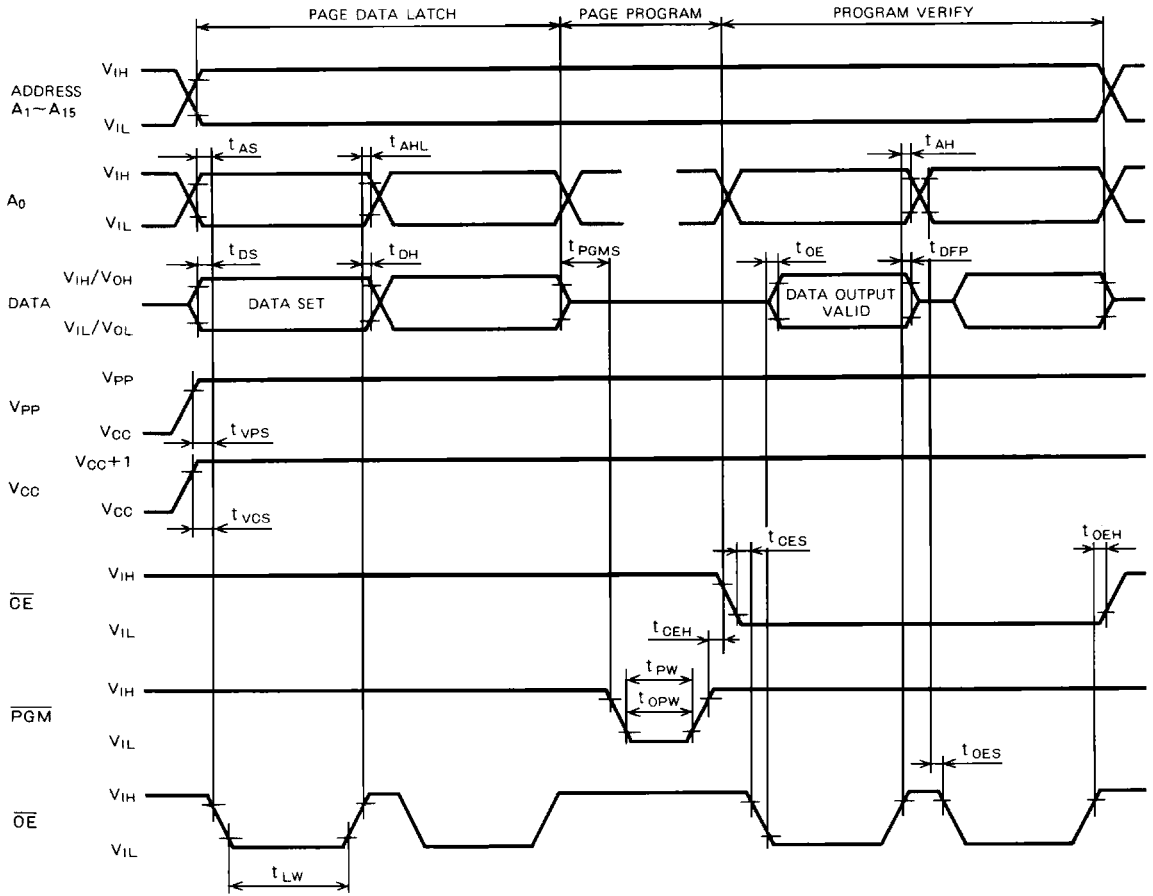 PAGE DATA LATCH PAGE PROGRAM PROGRAM VERIFY
VIH
ADDRESS
A1~A15
VIL
tAS tAHL tAH
VIH
A0
VIL
tDS tDH tPGMS tOE tDFP
VIH/VOH
DATA DATA SET DATA OUTPUT
VALID
VIL/VOL
VPP
VPP
VCC tVPS
VCC+1
VCC
VCC tVCS
tCES tOEH
VIH
CE
VIL
tCEH
tPW
VIH
tOPW
PGM
VIL
tOES
VIH
OE
VIL
tLW